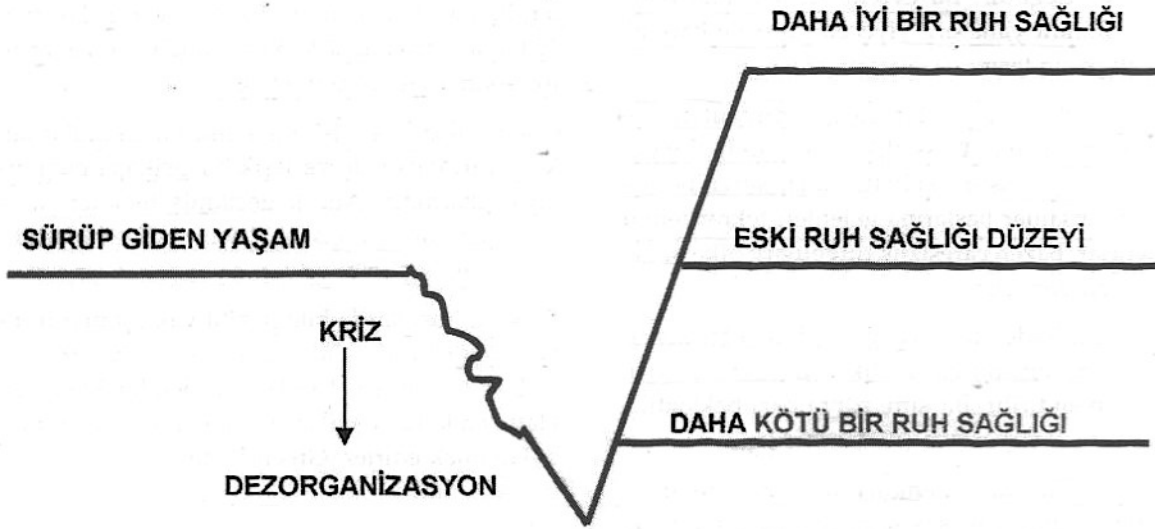 DAHA İYİ BİR RUH SAĞLIĞI
SÜRÜP GİDEN YAŞAM
ESKİ RUH SAĞLIĞI DÜZEYİ
KRİZ
DAHA KÖTÜ BİR RUH SAĞLIĞI
DEZORGANİZASYON